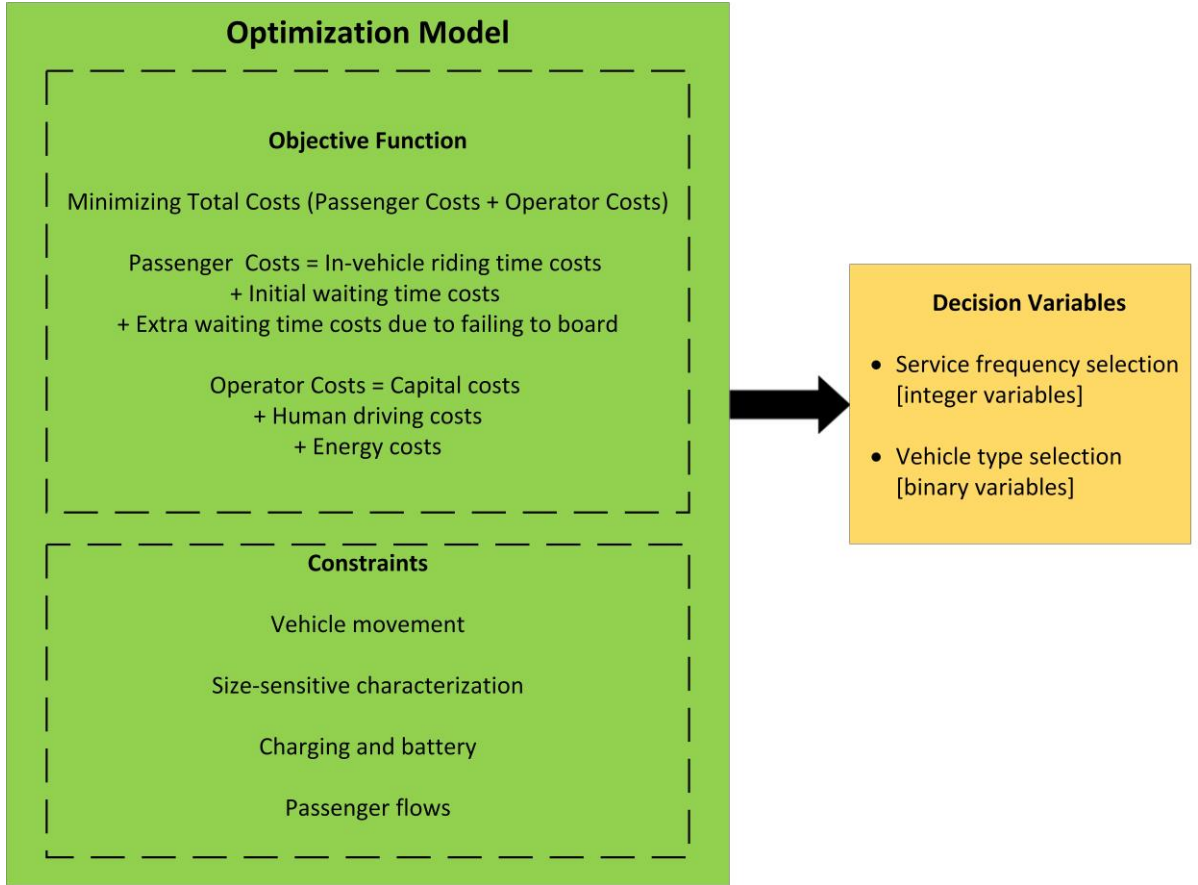 Optimization Model
Objective Function
Minimizing Total Costs (Passenger Costs + Operator Costs)
Passenger Costs = In-vehicle riding time costs
+ Initial waiting time costs
+ Extra waiting time costs due to failing to board
Operator Costs = Capital costs
+ Human driving costs
+ Energy costs
Constraints
Vehicle movement
Size-sensitive characterization
Charging and battery
Passenger flows
Decision Variables
• Service frequency selection
[integer variables]
• Vehicle type selection
[binary variables]